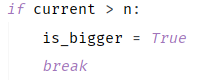 if current > n:
    is_bigger = True
    break